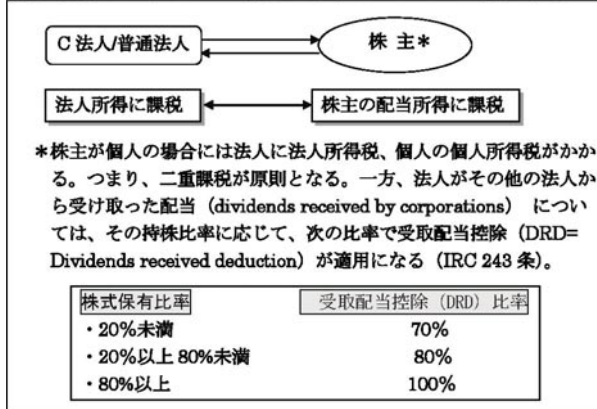 C 法人/普通法人
株 主*
法人所得に課税
株主の配当所得に課税
*株主が個人の場合には法人に法人所得税、個人の個人所得税がかか
る。つまり、二重課税が原則となる。一方、法人がその他の法人か
ら受け取った配当（dividends received by corporations） につい
ては、その持株比率に応じて、次の比率で受取配当控除（DRD=
Dividends received deduction）が適用になる（IRC 243 条）。
株式保有比率 受取配当控除（DRD）比率
・20%未満 70%
・20%以上 80%未満 80%
・80%以上 100%